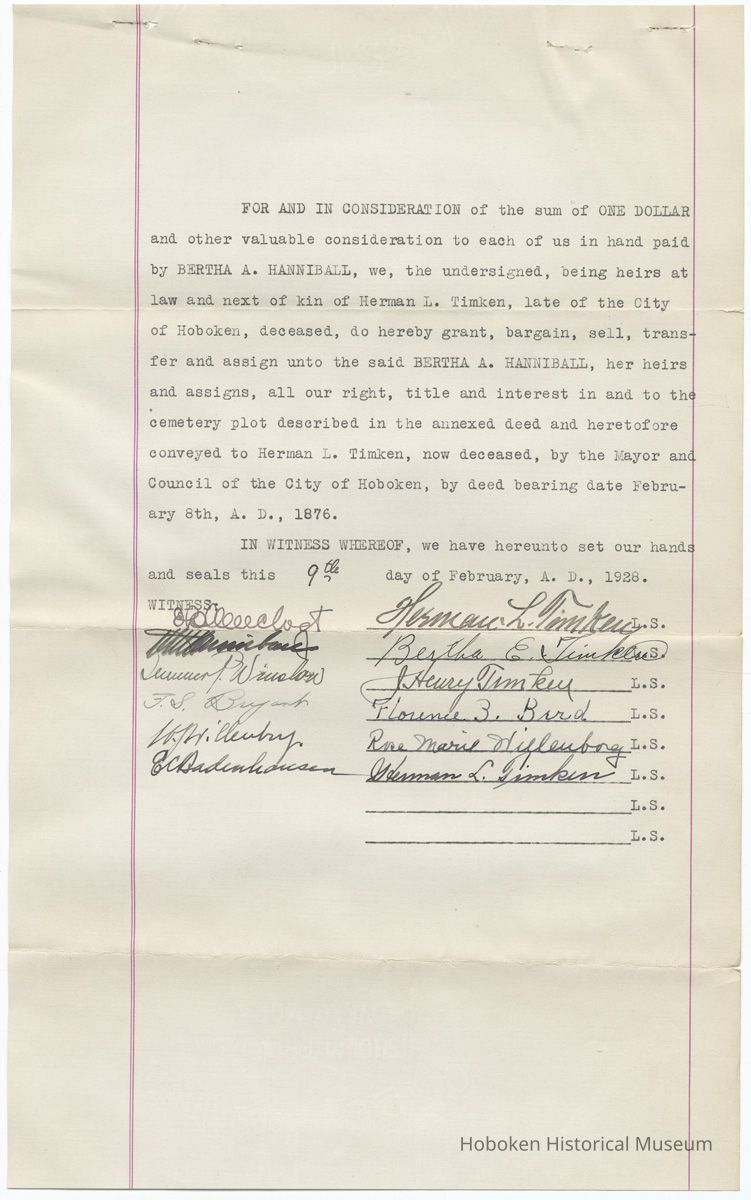 FOR AND IN CONSIDERATION of the sum of ONE DOLLAR
and other valuable consideration to each of us in hand paid
by BERTHA A. HANNIBALL, we, the undersigned, being heirs at
law and next of kin of Herman L. Timken, late of the City
of Hoboken, deceased, do hereby grant, bargain, sell, trans-
fer and assign unto the said BERTHA A. HANNIBALL, her heirs
and assigns, all our right, title and interest in and to the
cemetery plot described in the annexed deed and heretofore
conveyed to Herman L. Timken, now deceased, by the Mayor and
Council of the City of Hoboken, by deed bearing date Febru-
ary 8th, A. D., 1876.
IN WITNESS WHEREOF, we have hereunto set our hands
and seals this 9th day of February, A. D., 1928.
WITNESS:
Herman L. Timken L.S.
Bertha E. Timken L.S.
Winslow J Henry Timken L.S.
F. S. Bryant Florence B. Bird L.S.
Rose Marie Willenborg L.S.
E C Badenhausen Herman L. Timken L.S.
L.S.
L.S.
Hoboken Historical Museum